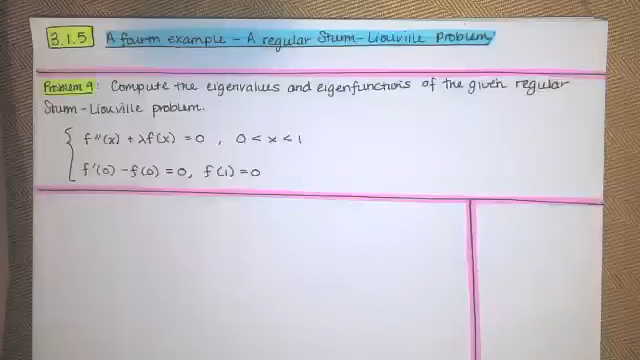 3.1.5 A fourth example - A regular Sturm-Liouville Problem
Problem 9: Compute the eigenvalues and eigenfunctions of the given regular
Sturm-Liouville problem.
f''(x) + λf(x) = 0 , 0 < x < 1
f'(0) - f(0) = 0, f(1) = 0